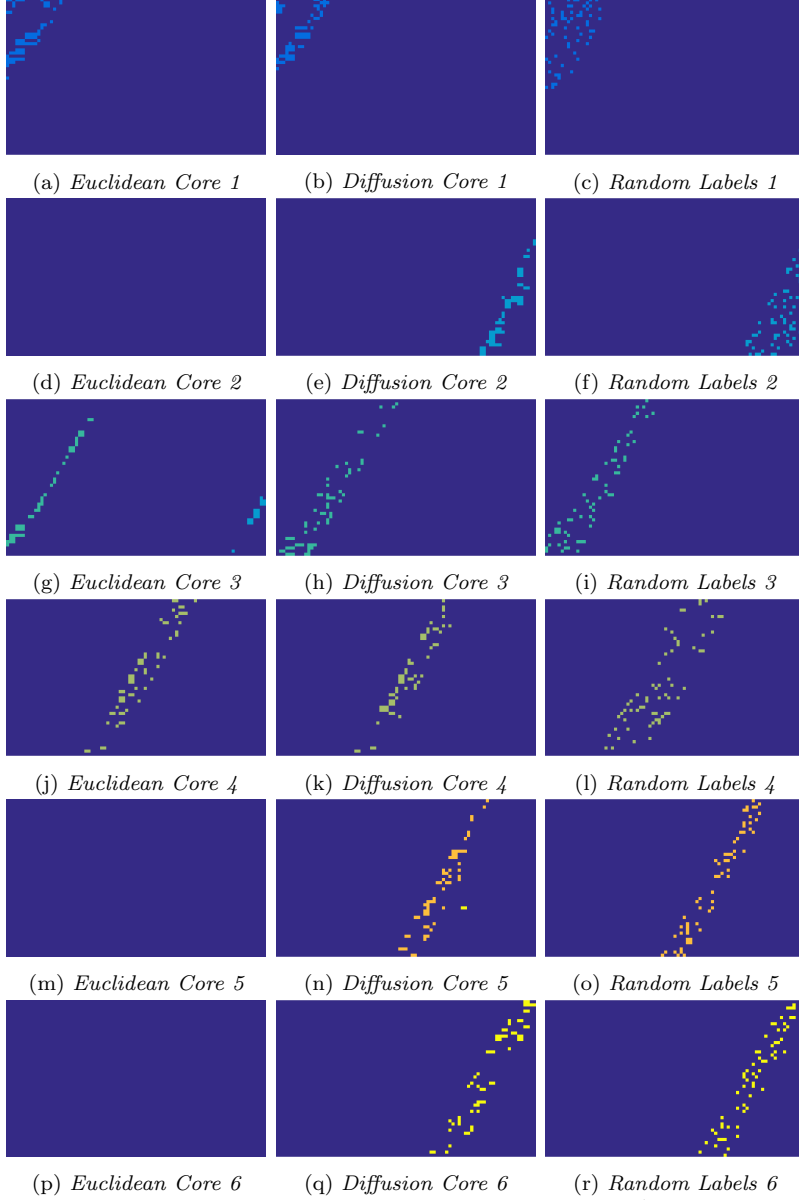 (a) Euclidean Core 1 (b) Diffusion Core 1 (c) Random Labels 1
(d) Euclidean Core 2 (e) Diffusion Core 2 (f) Random Labels 2
(g) Euclidean Core 3 (h) Diffusion Core 3 (i) Random Labels 3
(j) Euclidean Core 4 (k) Diffusion Core 4 (l) Random Labels 4
(m) Euclidean Core 5 (n) Diffusion Core 5 (o) Random Labels 5
(p) Euclidean Core 6 (q) Diffusion Core 6 (r) Random Labels 6